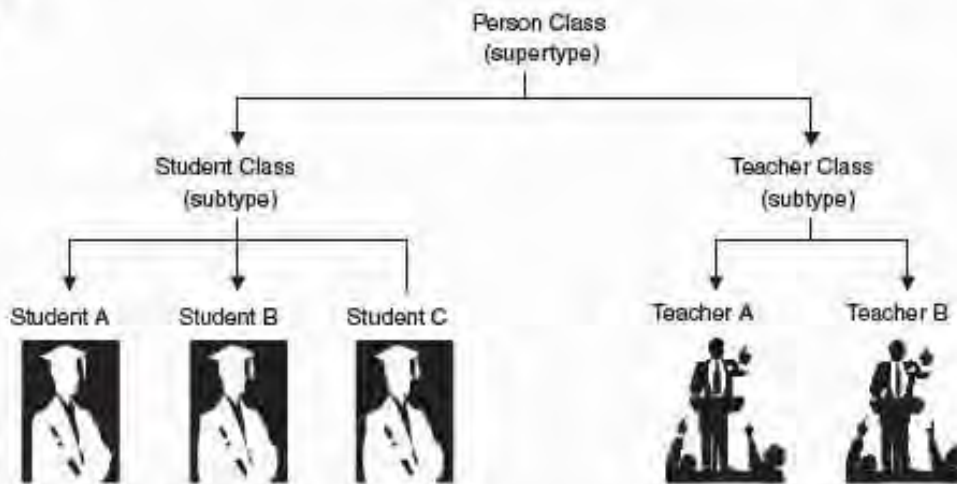 Person Class
(supertype)
Student Class
(subtype)
Teacher Class
(subtype)
Student A
Student B
Student C
Teacher A
Teacher B